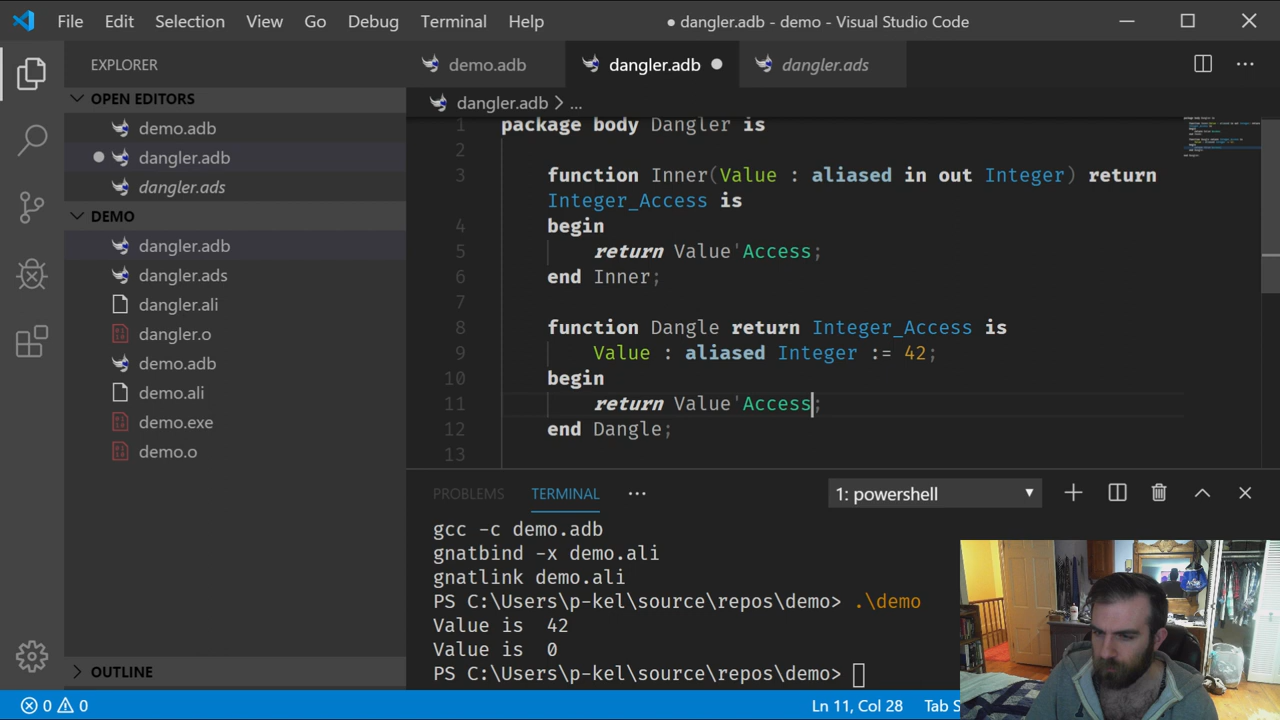 File Edit Selection View Go Debug Terminal Help ● dangler.adb - demo - Visual Studio Code
EXPLORER
demo.adb
dangler.adb
dangler.ads
OPEN EDITORS
demo.adb
dangler.adb
dangler.ads
DEMO
dangler.adb
dangler.ads
dangler.ali
dangler.o
demo.adb
demo.ali
demo.exe
demo.o
OUTLINE
dangler.adb > ...
1 package body Dangler is
2
3 function Inner(Value : aliased in out Integer) return
Integer_Access is
4 begin
5 return Value'Access;
6 end Inner;
7
8 function Dangle return Integer_Access is
9 Value : aliased Integer := 42;
10 begin
11 return Value'Access;
12 end Dangle;
13
PROBLEMS TERMINAL ... 1: powershell
gcc -c demo.adb
gnatbind -x demo.ali
gnatlink demo.ali
PS C:\Users\p-kel\source\repos\demo> .\demo
Value is 42
Value is 0
PS C:\Users\p-kel\source\repos\demo>
0 0 Ln 11, Col 28 Tab S